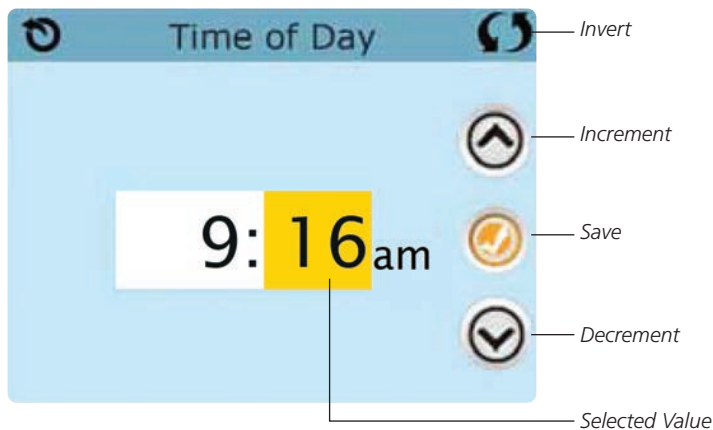 Time of Day
Invert
Increment
9:16am
Save
Decrement
Selected Value